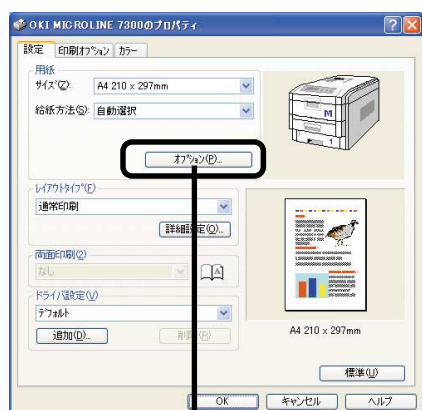 OKI MICROLINE 7300のプロパティ
設定 印刷オプション カラー
用紙
サイズ(Z): A4 210 x 297mm
給紙方法(S): 自動選択
オプション(P)...
レイアウトタイプ(E)
通常印刷
詳細設定(O)...
両面印刷(2)
なし
ドライバ設定(V)
デフォルト
追加(D)...
削除(R)
M
1
A
A4 210 x 297mm
標準(U)
OK キャンセル ヘルプ